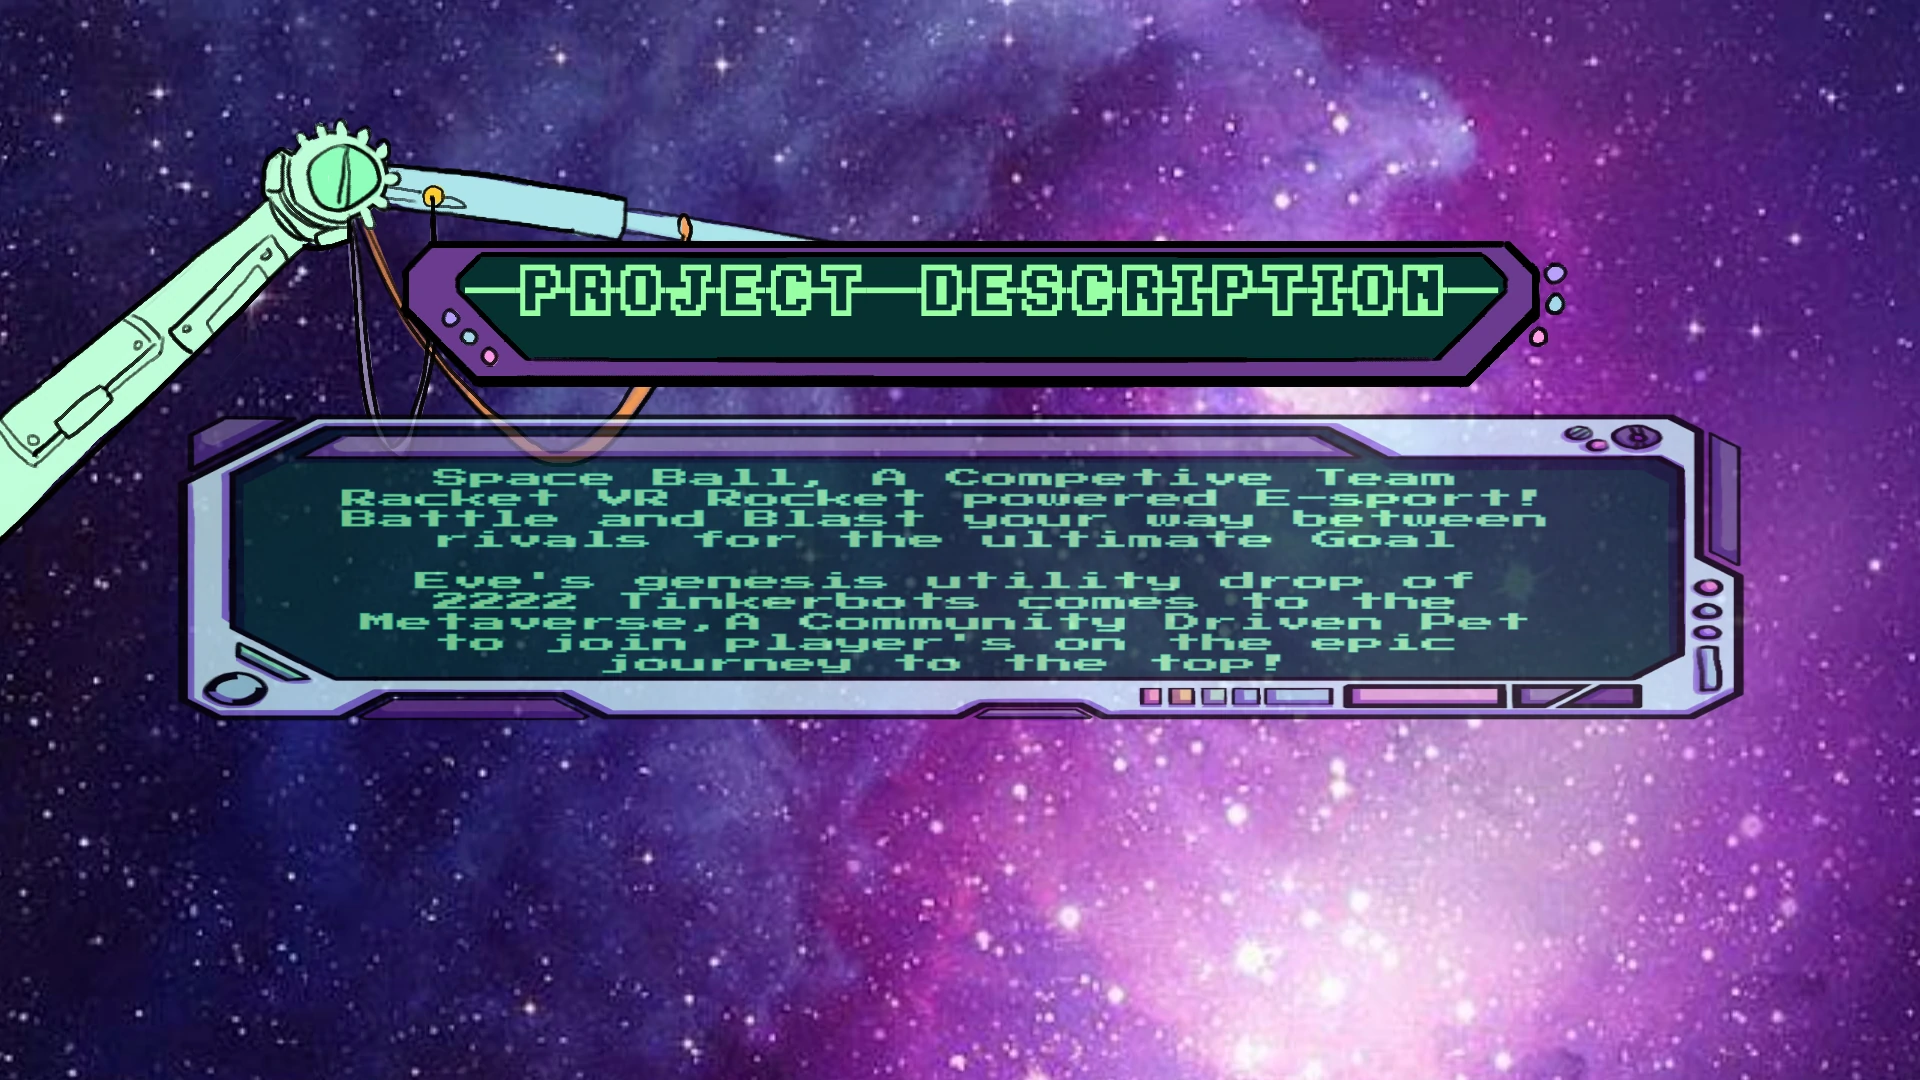 PROJECT DESCRIPTION
Space Ball, A Competive Team
Racket VR Rocket powered E-sport!
Battle and Blast your way between
rivals for the ultimate Goal
Eve's genesis utility drop of
2222 Tinkerbots comes to the
Metaverse,A Community Driven Pet
to join player's on the epic
journey to the top!